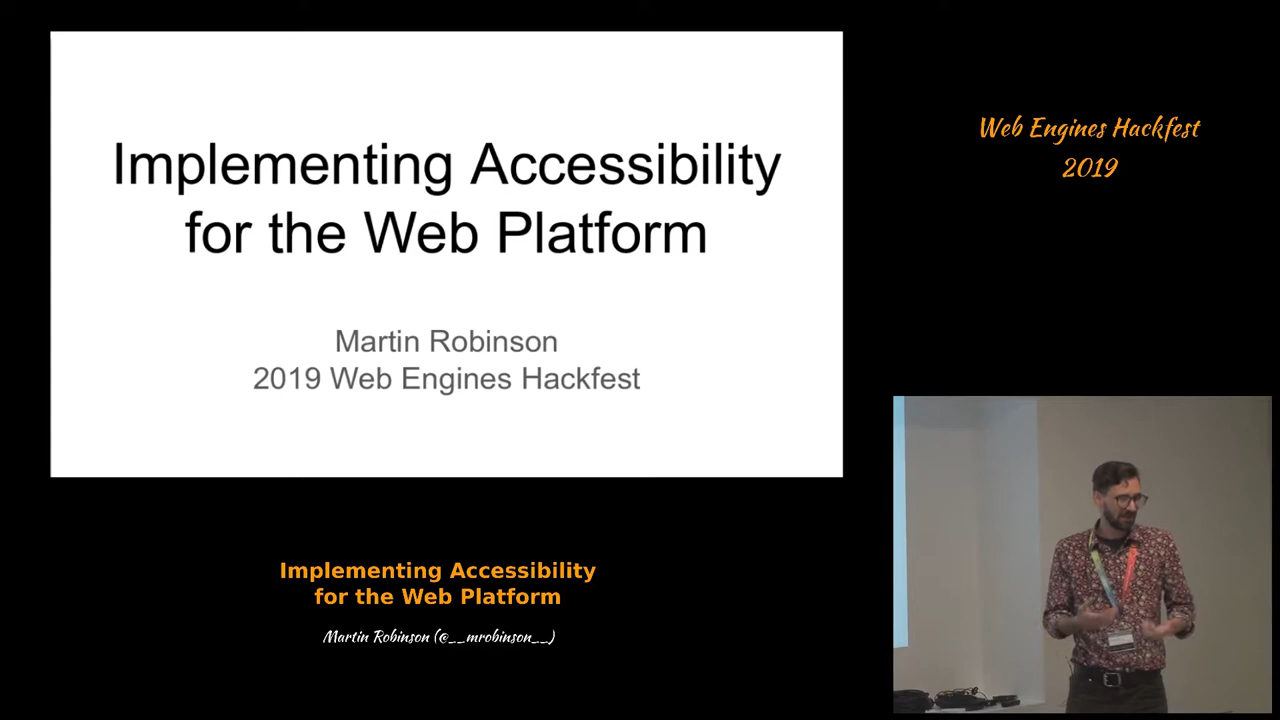 Implementing Accessibility
for the Web Platform
Martin Robinson
2019 Web Engines Hackfest
Web Engines Hackfest
2019
Implementing Accessibility
for the Web Platform
Martin Robinson (@__mrobinson__)